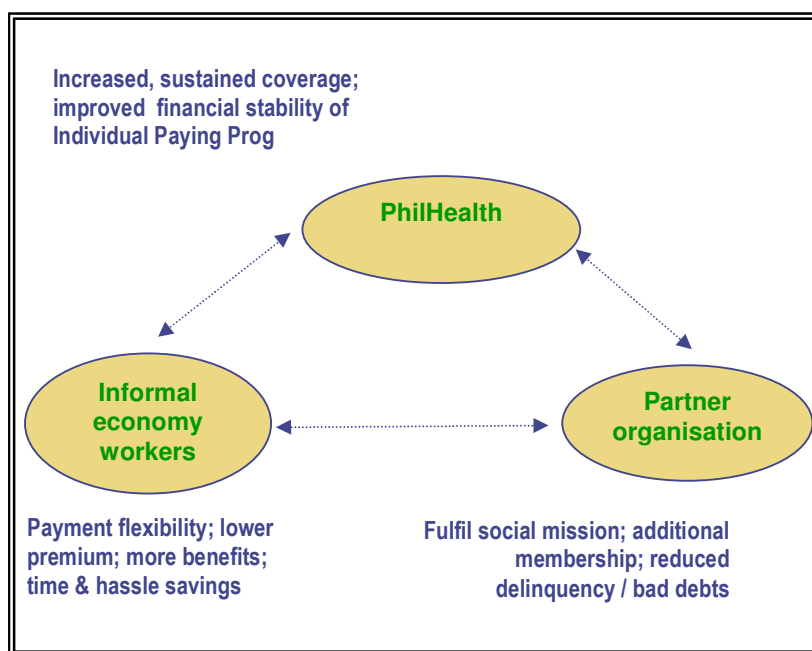 Increased, sustained coverage;
improved financial stability of
Individual Paying Prog
PhilHealth
Informal
economy
workers
Partner
organisation
Payment flexibility; lower
premium; more benefits;
time & hassle savings
Fulfil social mission; additional
membership; reduced
delinquency / bad debts